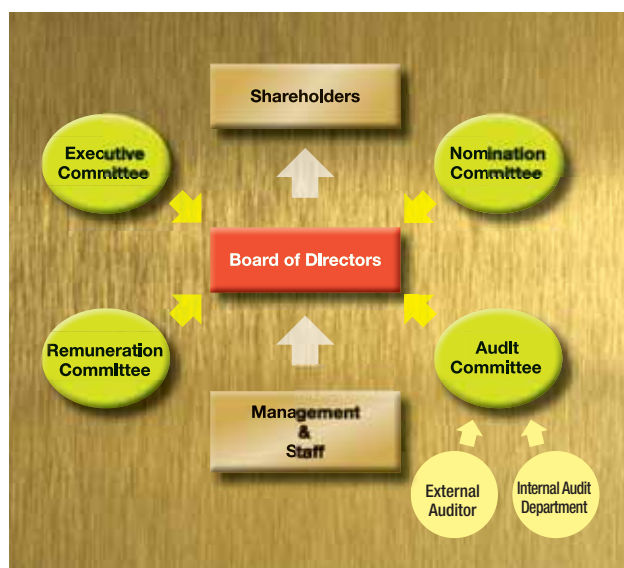 Shareholders
Executive
Committee
Nomination
Committee
Board of Directors
Remuneration
Committee
Audit
Committee
Management
&
Staff
External
Auditor
Internal Audit
Department